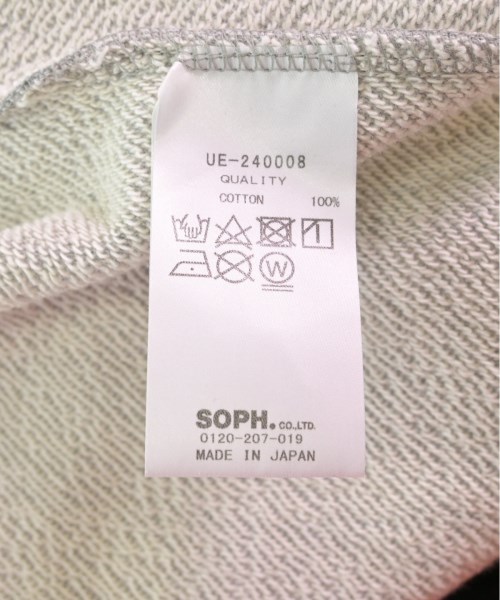 UE-240008
QUALITY
COTTON 100%
W
SOPH. CO.,LTD.
0120-207-019
MADE IN JAPAN